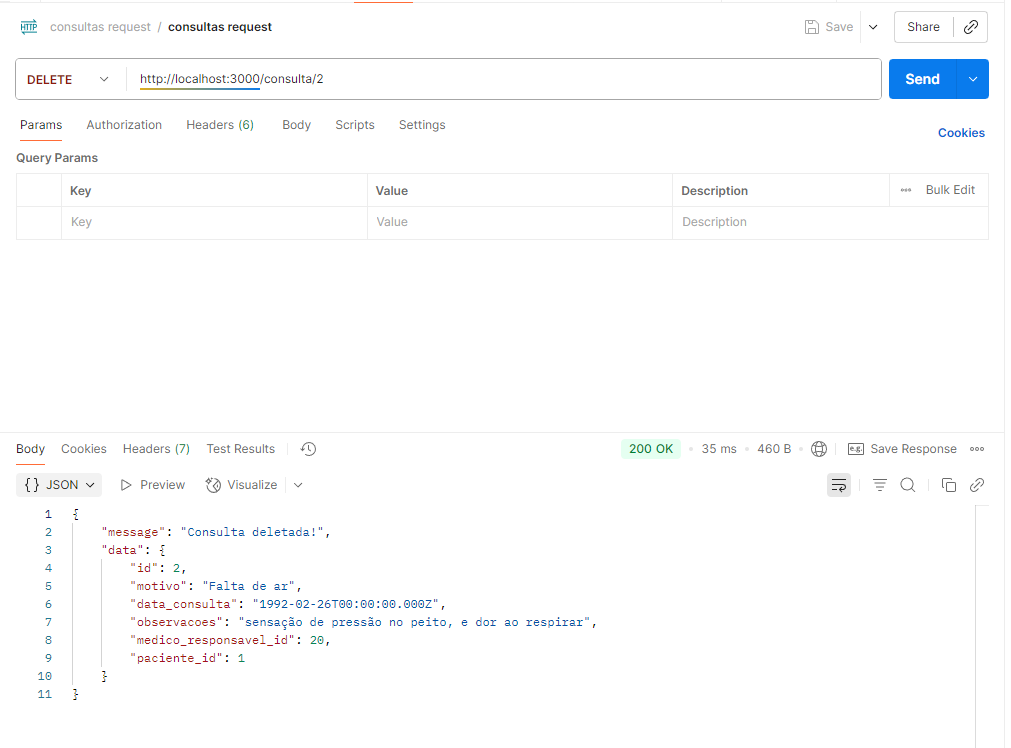 HTTP consultas request / consultas request Save Share
DELETE http://localhost:3000/consulta/2 Send
Params Authorization Headers (6) Body Scripts Settings Cookies
Query Params
Key Value Description Bulk Edit
Key Value Description
Body Cookies Headers (7) Test Results 200 OK 35 ms 460 B e.g. Save Response
{} JSON Preview Visualize
1 {
2 "message": "Consulta deletada!",
3 "data": {
4 "id": 2,
5 "motivo": "Falta de ar",
6 "data_consulta": "1992-02-26T00:00:00.000Z",
7 "observacoes": "sensação de pressão no peito, e dor ao respirar",
8 "medico_responsavel_id": 20,
9 "paciente_id": 1
10 }
11 }